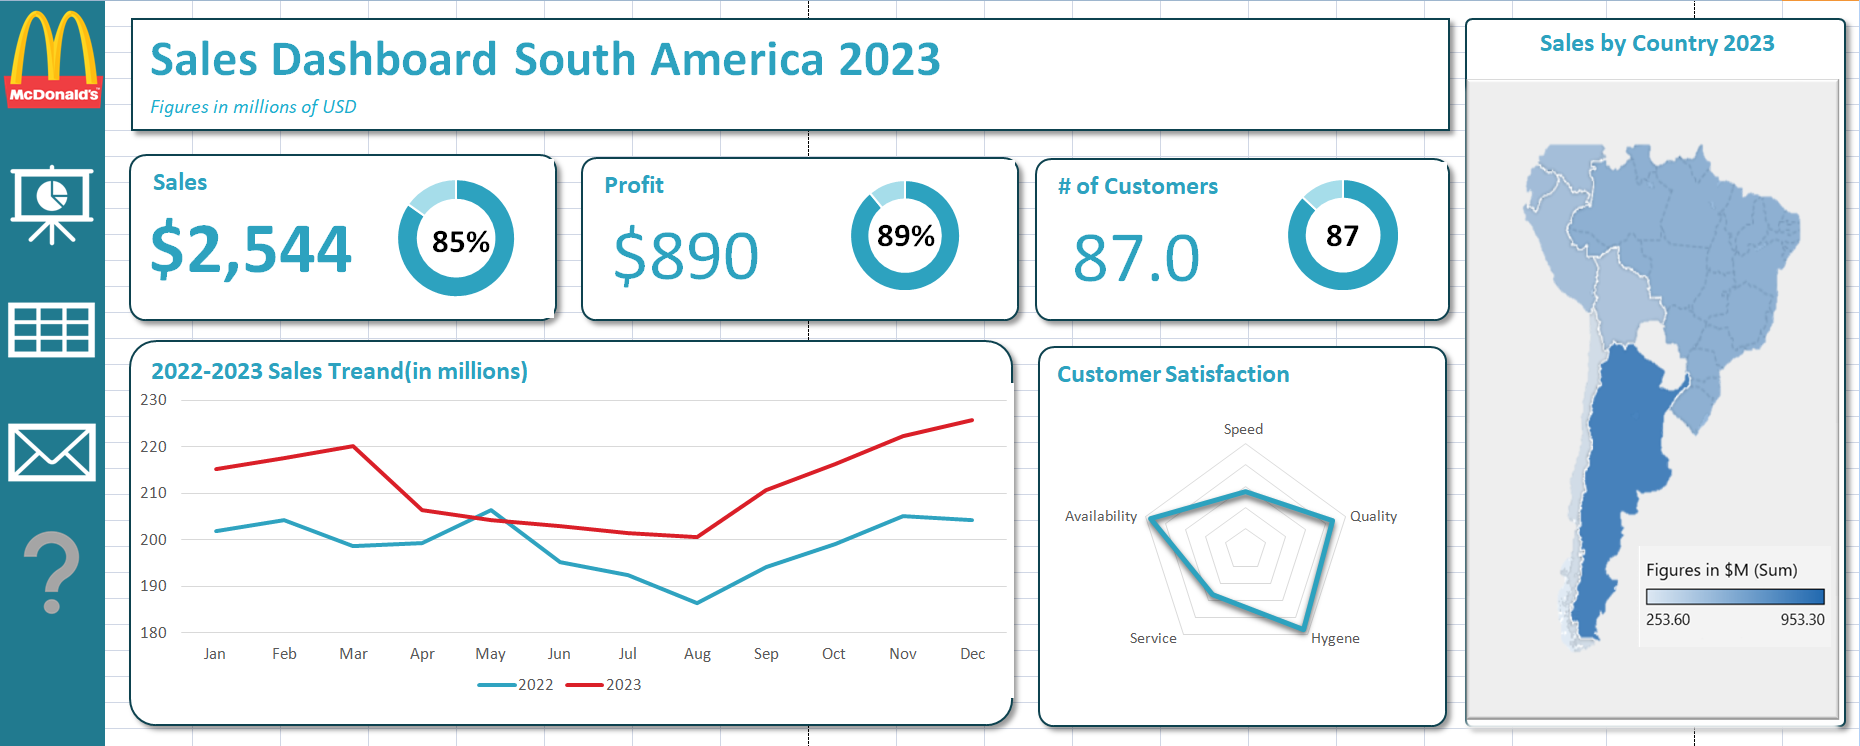 McDonald's™
Sales Dashboard South America 2023
Figures in millions of USD
Sales
$2,544
85%
Profit
$890
89%
# of Customers
87.0
87
2022-2023 Sales Treand(in millions)
230
220
210
200
190
180
Jan Feb Mar Apr May Jun Jul Aug Sep Oct Nov Dec
2022 2023
Customer Satisfaction
Speed
Quality
Hygene
Service
Availability
Sales by Country 2023
Figures in $M (Sum)
253.60 953.30